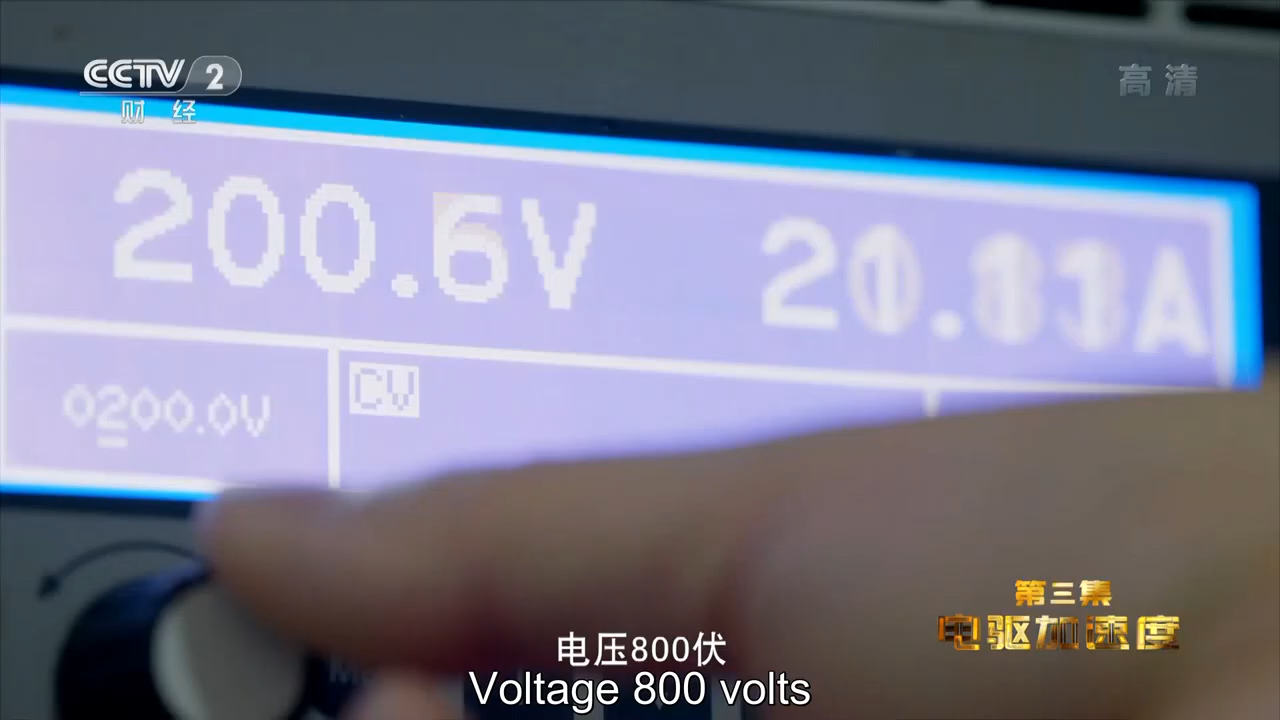 CCTV 2
财经
高清
200.6V
0200.0V
CV
第三集
电驱加速度
电压800伏
Voltage 800 volts